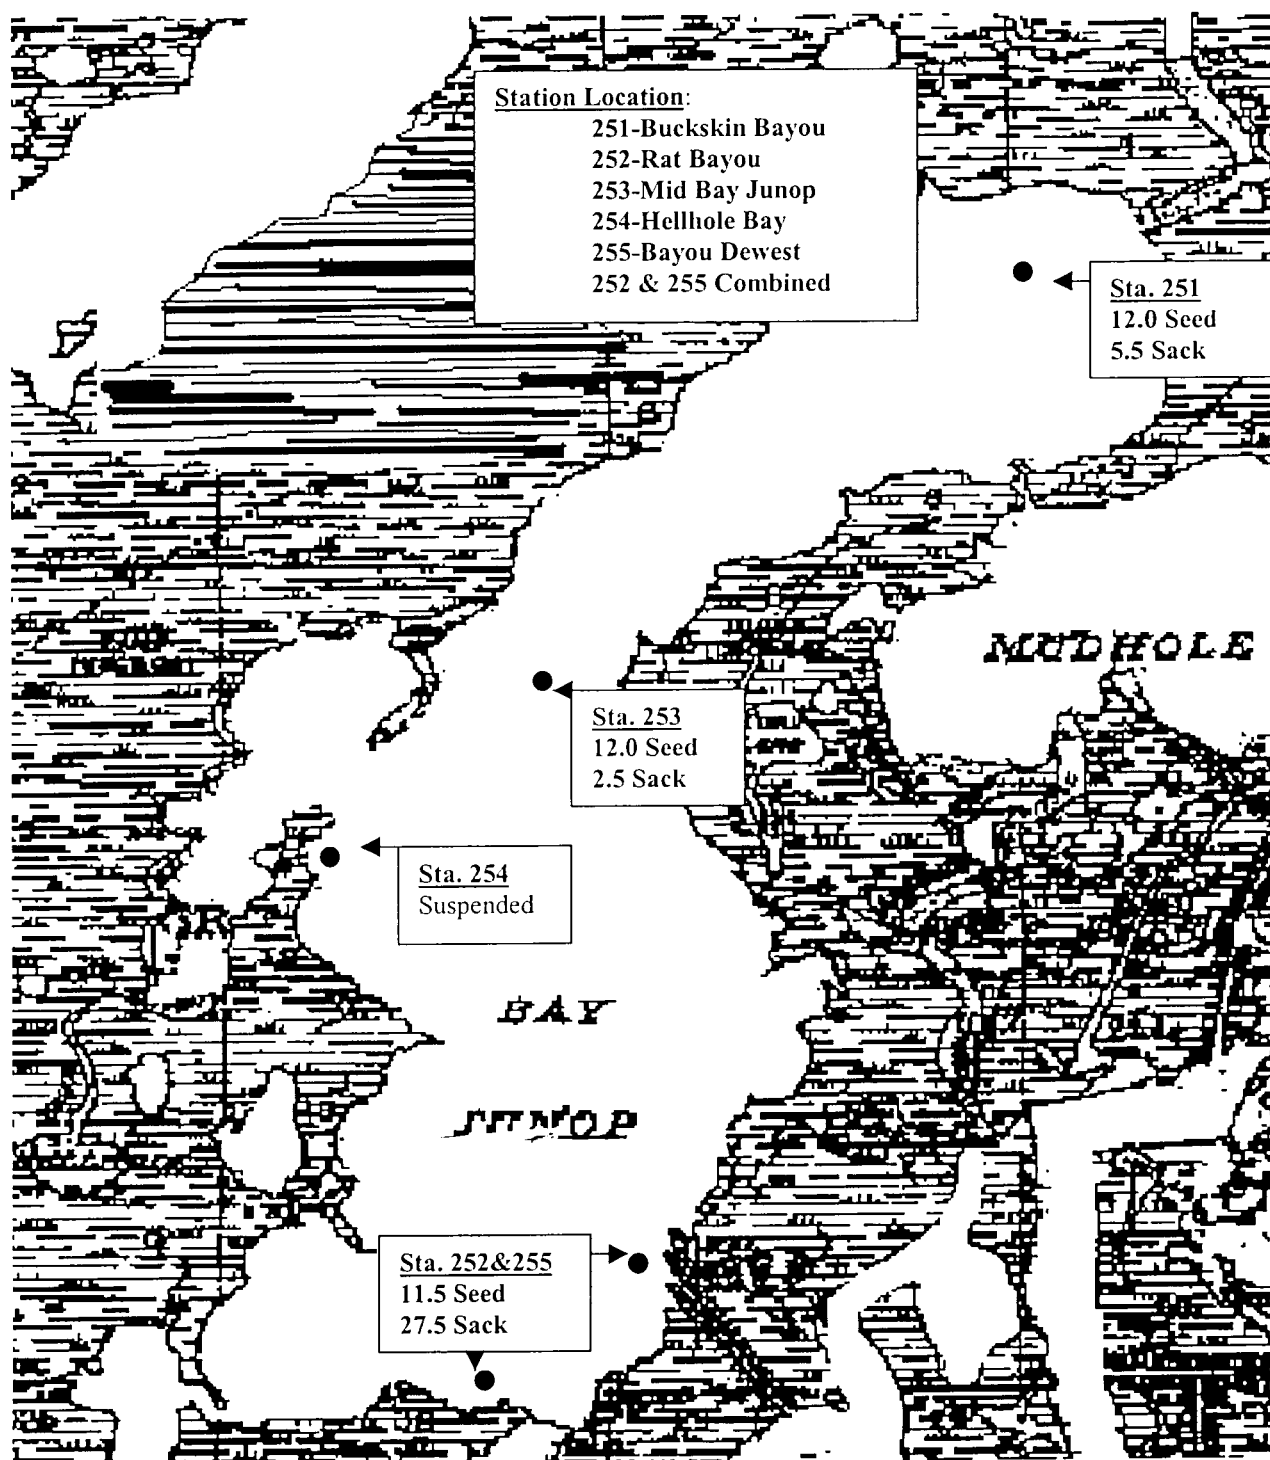 Station Location:
251-Buckskin Bayou
252-Rat Bayou
253-Mid Bay Junop
254-Hellhole Bay
255-Bayou Dewest
252 & 255 Combined
Sta. 251
12.0 Seed
5.5 Sack
MUDHOLE
Sta. 253
12.0 Seed
2.5 Sack
Sta. 254
Suspended
BAY
JUNOP
Sta. 252&255
11.5 Seed
27.5 Sack